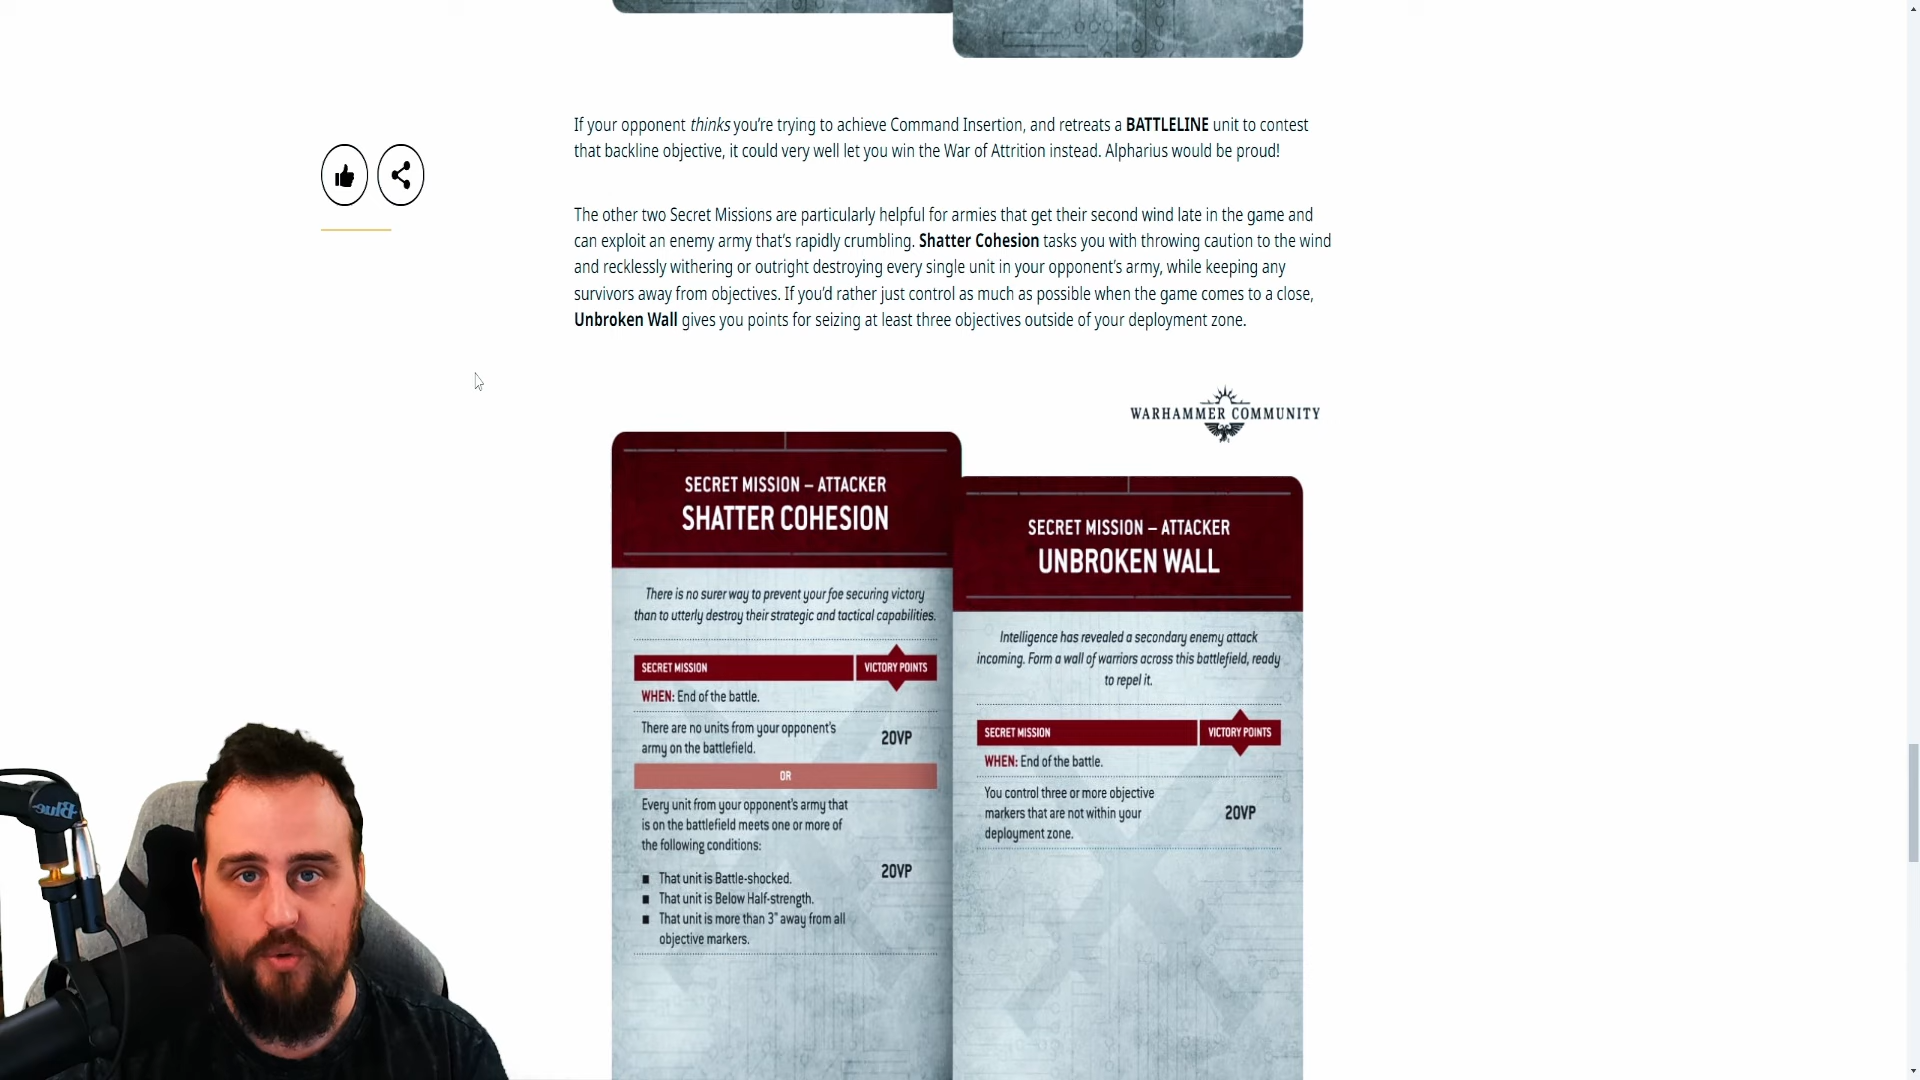 If your opponent thinks you're trying to achieve Command Insertion, and retreats a BATTLELINE unit to contest
that backline objective, it could very well let you win the War of Attrition instead. Alpharius would be proud!
The other two Secret Missions are particularly helpful for armies that get their second wind late in the game and
can exploit an enemy army that's rapidly crumbling. Shatter Cohesion tasks you with throwing caution to the wind
and recklessly withering or outright destroying every single unit in your opponent's army, while keeping any
survivors away from objectives. If you'd rather just control as much as possible when the game comes to a close,
Unbroken Wall gives you points for seizing at least three objectives outside of your deployment zone.
WARHAMMER COMMUNITY
SECRET MISSION – ATTACKER
SHATTER COHESION
There is no surer way to prevent your foe securing victory
than to utterly destroy their strategic and tactical capabilities.
SECRET MISSION VICTORY POINTS
WHEN: End of the battle.
There are no units from your opponent's
army on the battlefield.
20VP
OR
Every unit from your opponent's army that
is on the battlefield meets one or more of
the following conditions:
■ That unit is Battle-shocked.
■ That unit is Below Half-strength.
■ That unit is more than 3" away from all
objective markers.
20VP
SECRET MISSION – ATTACKER
UNBROKEN WALL
Intelligence has revealed a secondary enemy attack
incoming. Form a wall of warriors across this battlefield, ready
to repel it.
SECRET MISSION VICTORY POINTS
WHEN: End of the battle.
You control three or more objective
markers that are not within your
deployment zone.
20VP
Blue